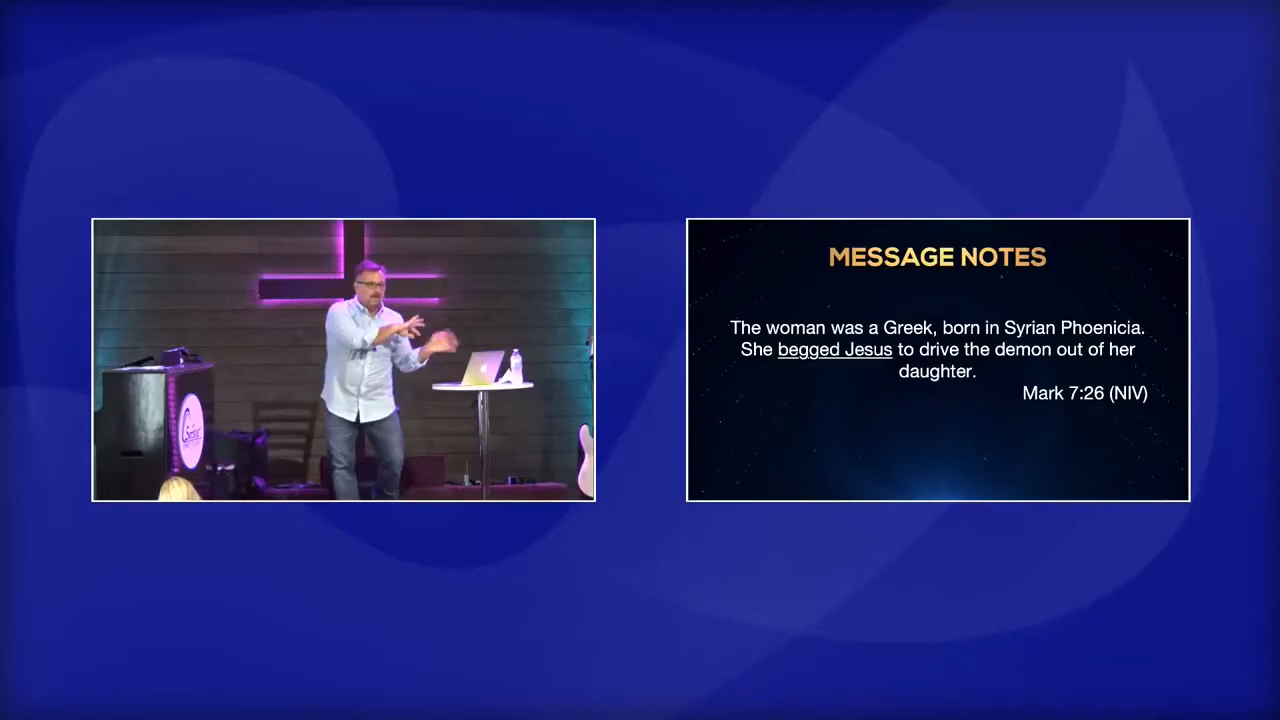 MESSAGE NOTES
The woman was a Greek, born in Syrian Phoenicia.
She begged Jesus to drive the demon out of her
daughter.
Mark 7:26 (NIV)